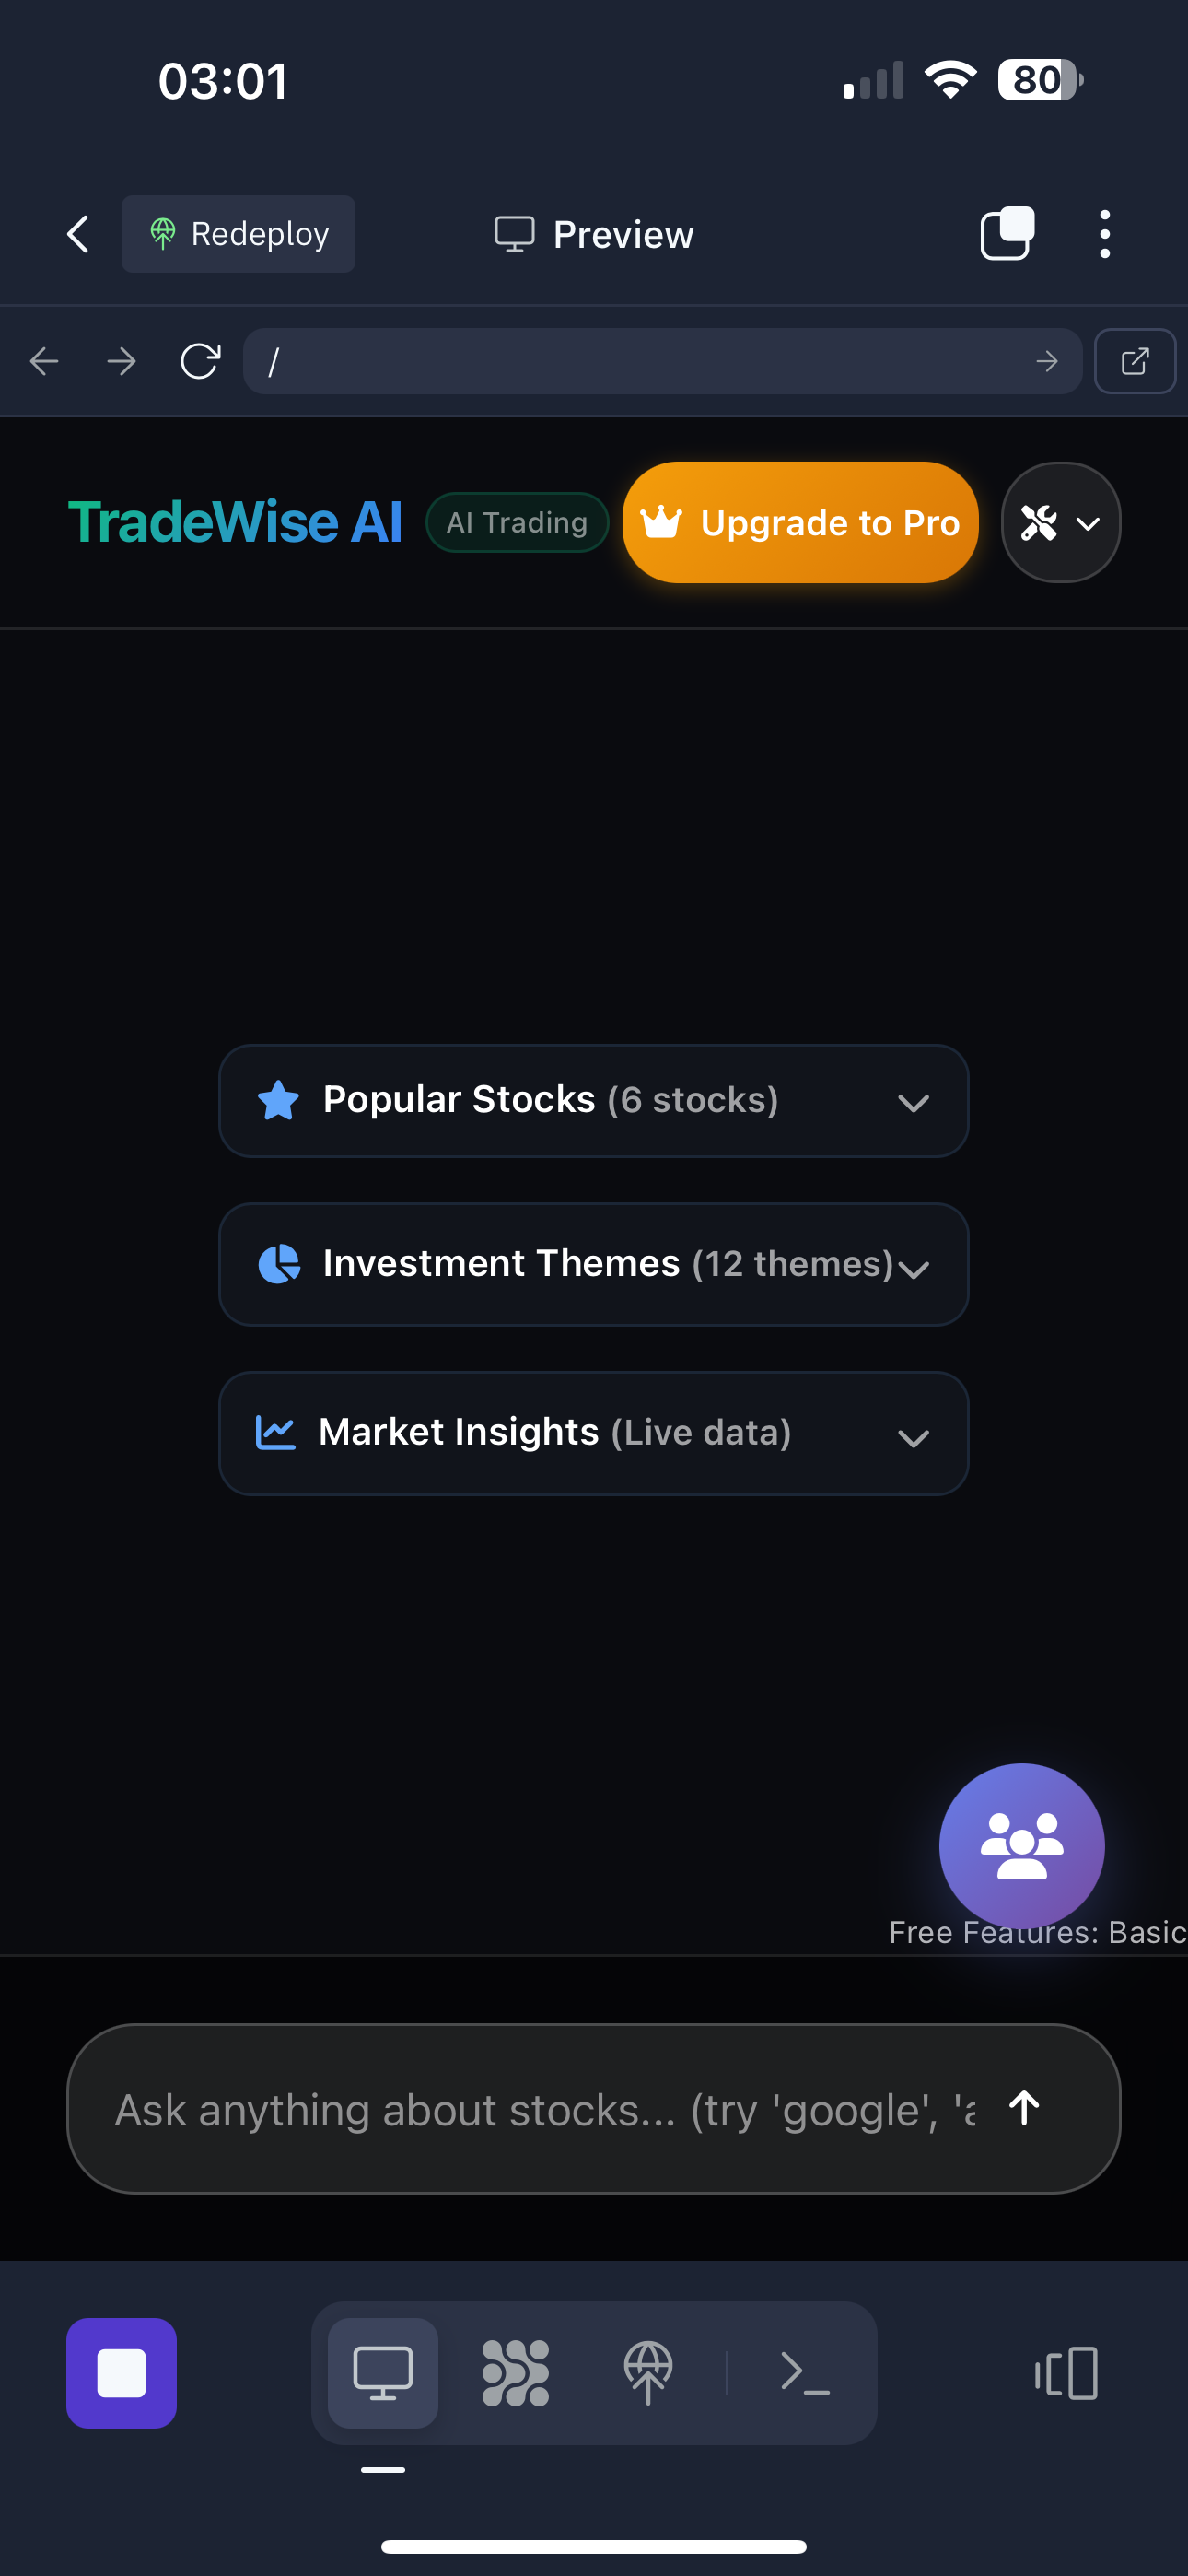 03:01
80
Redeploy
Preview
/
TradeWise AI
AI Trading
Upgrade to Pro
Popular Stocks (6 stocks)
Investment Themes (12 themes)
Market Insights (Live data)
Free Features: Basic
Ask anything about stocks... (try 'google', 'a